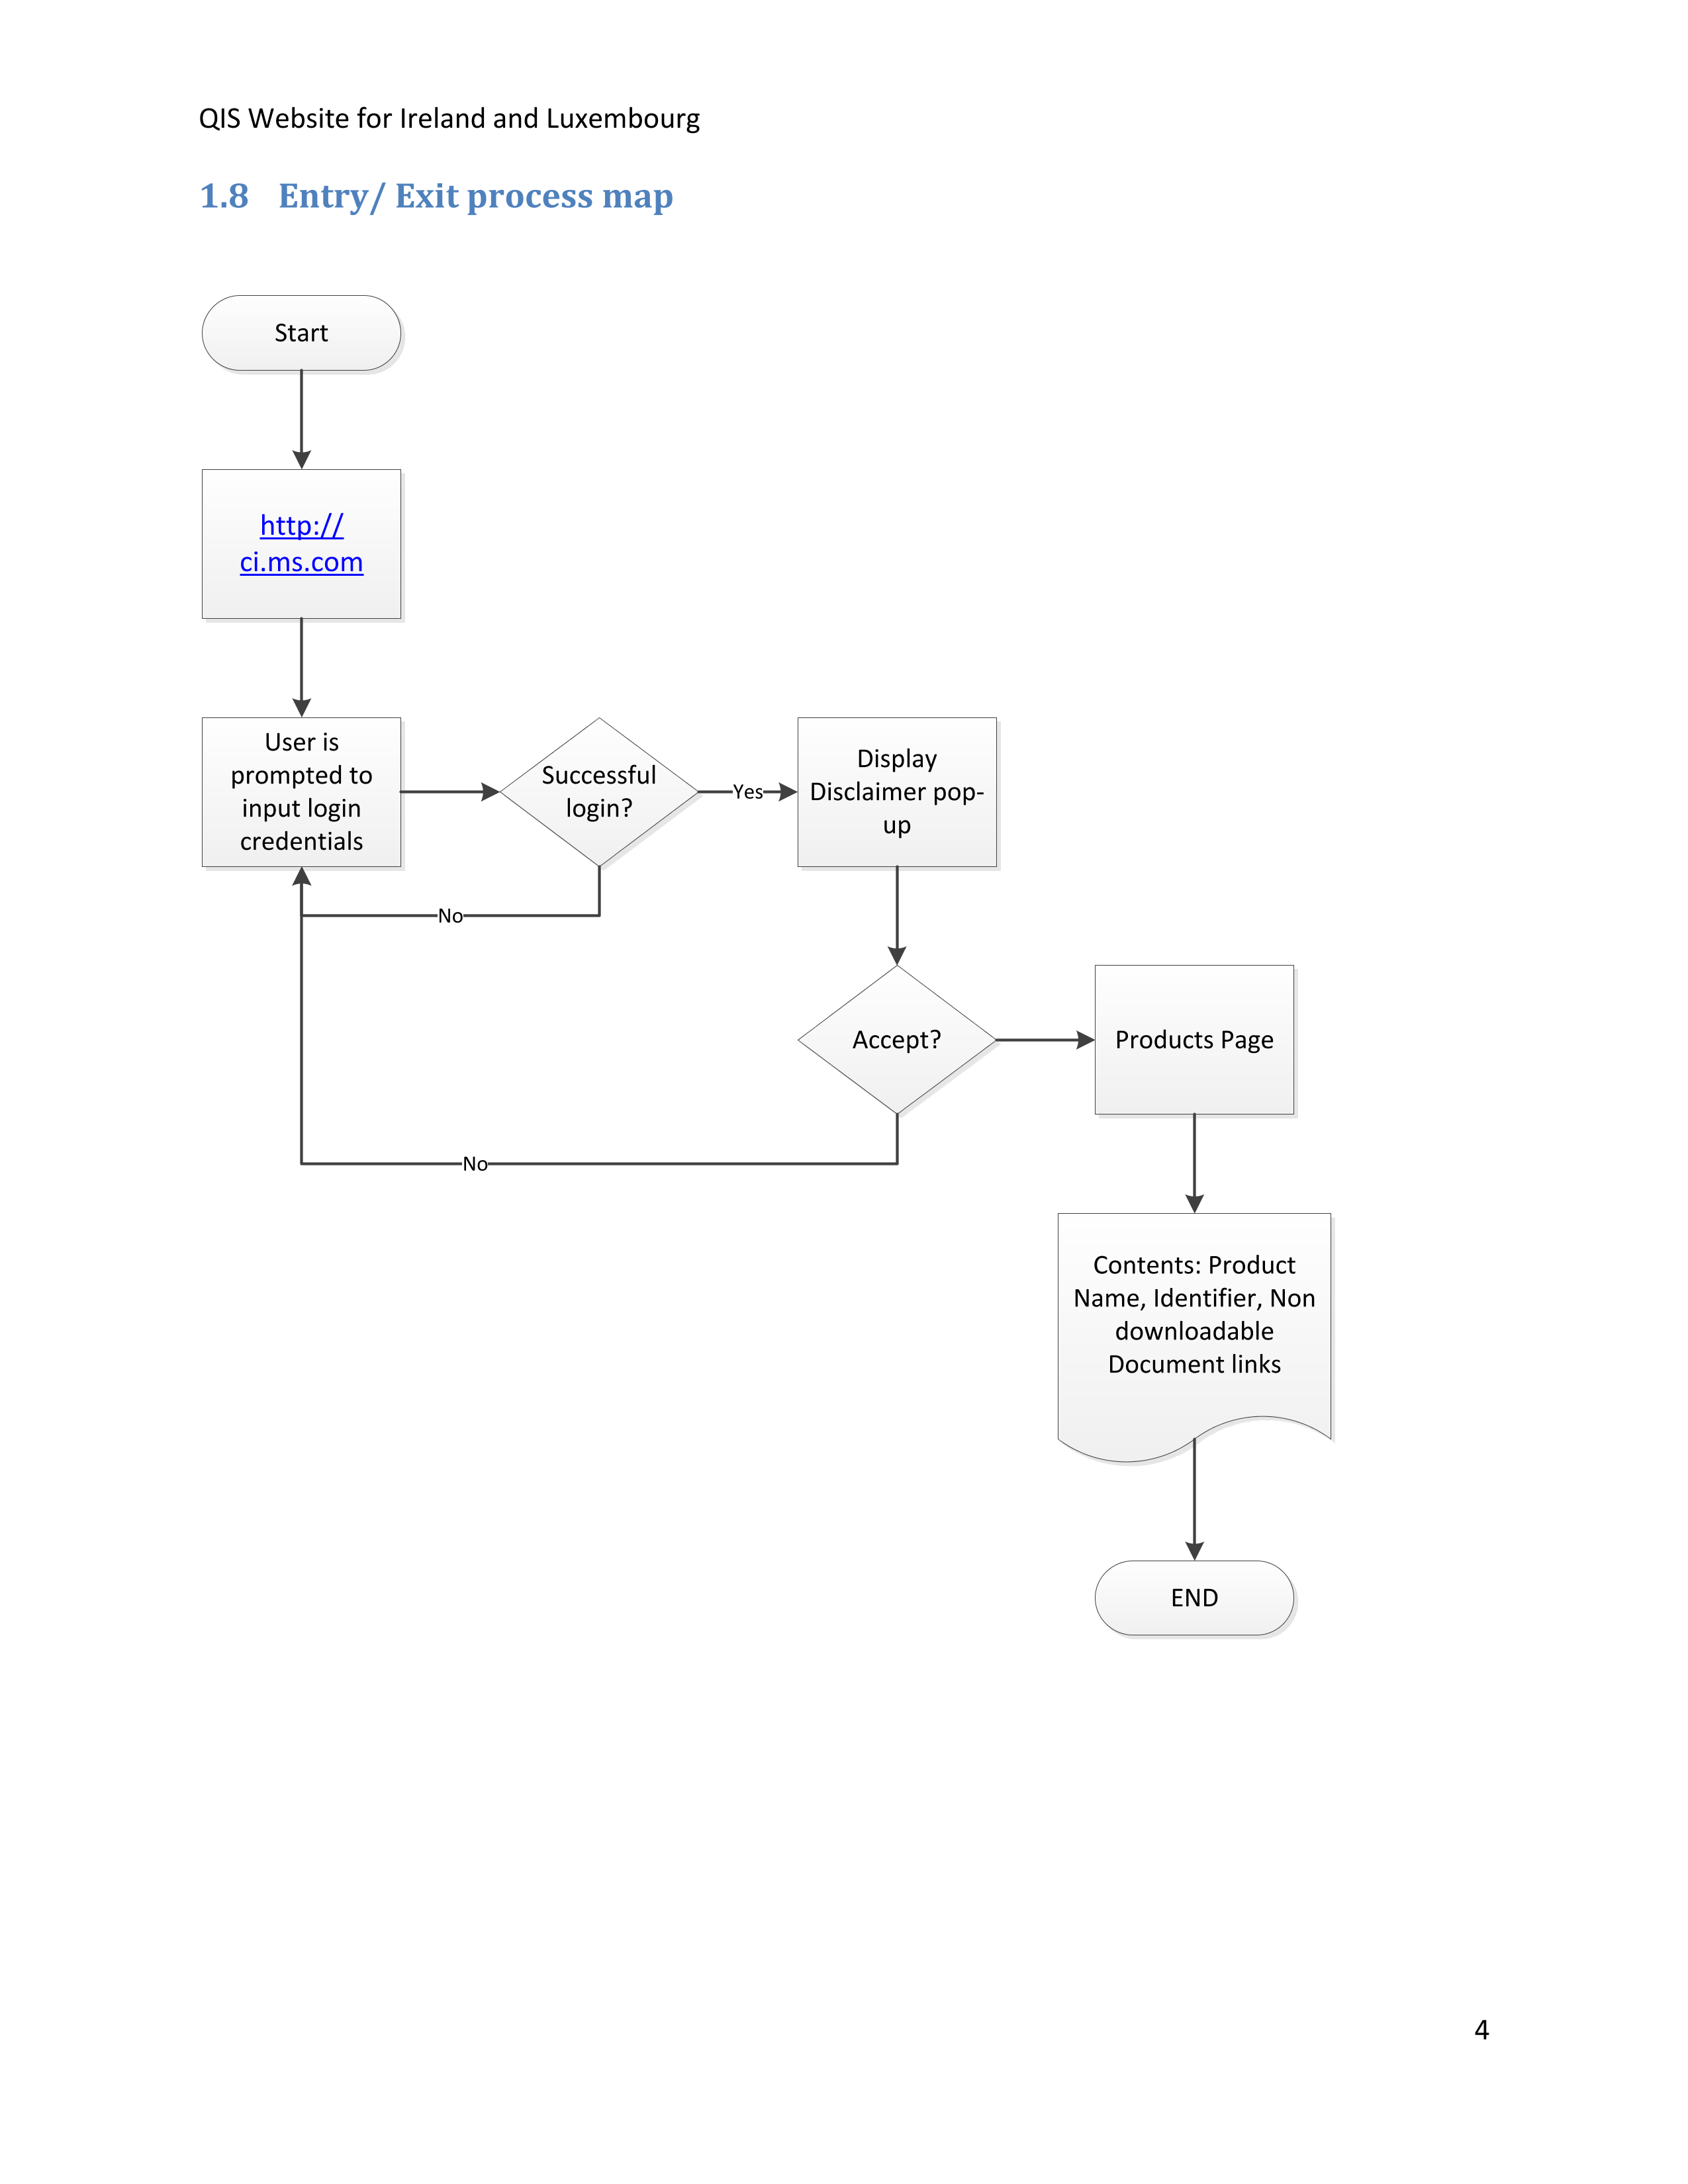 QIS Website for Ireland and Luxembourg
1.8 Entry/ Exit process map
Start
http://
ci.ms.com
User is
prompted to
input login
credentials
Successful
login?
Yes
Display
Disclaimer pop-
up
No
Accept?
Products Page
No
Contents: Product
Name, Identifier, Non
downloadable
Document links
END
4